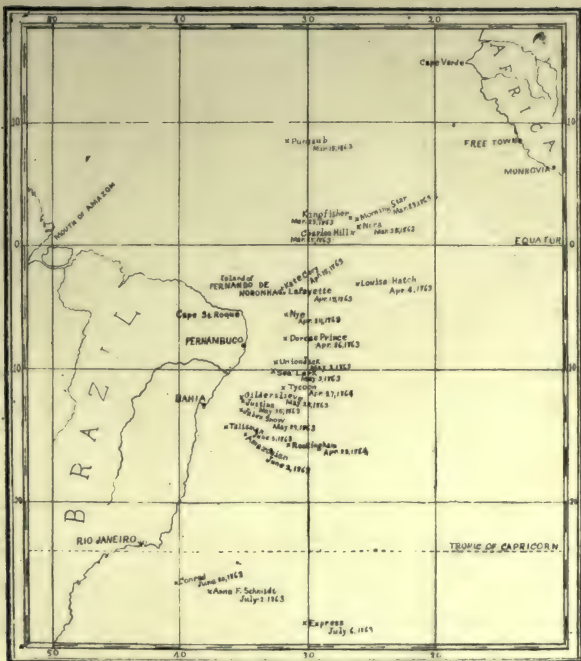 50 40 30 20
Cape Verde
AFRICA
10 10
FREE TOWN
Punjaub
Mar. 15, 1863
MUNROVIA
Kingfisher
Mar. 23, 1863
Morning Star
Mar. 23, 1863
Nora
Mar. 25, 1863
Charles Hill
Mar. 25, 1863
MOUTH OF AMAZON
0 0
EQUATUR
Island of
FERNANDO DE
NORONHA
Kate Cory
Apr. 15, 1863
Lafayette
Apr. 15, 1863
Louisa Hatch
Apr. 4, 1863
Cape St. Roque
Nye
Apr. 24, 1863
PERNAMBUCO
Dorcas Prince
Apr. 26, 1863
10 10
Union Jack
May 3, 1863
Sea Lark
May 3, 1863
Tycoon
Apr. 27, 1864
BAHIA
Gildersleeve
May 25, 1863
Justina
May 25, 1863
Jabez Snow
May 29, 1863
Talisman
June 5, 1863
Amazonian
June 2, 1863
Rockingham
Apr. 23, 1864
BRAZIL
20
RIO JANEIRO
TROPIC OF CAPRICORN
Conrad
June 20, 1863
Anna F. Schmidt
July 2, 1863
Express
July 6, 1863
50 40 30 20